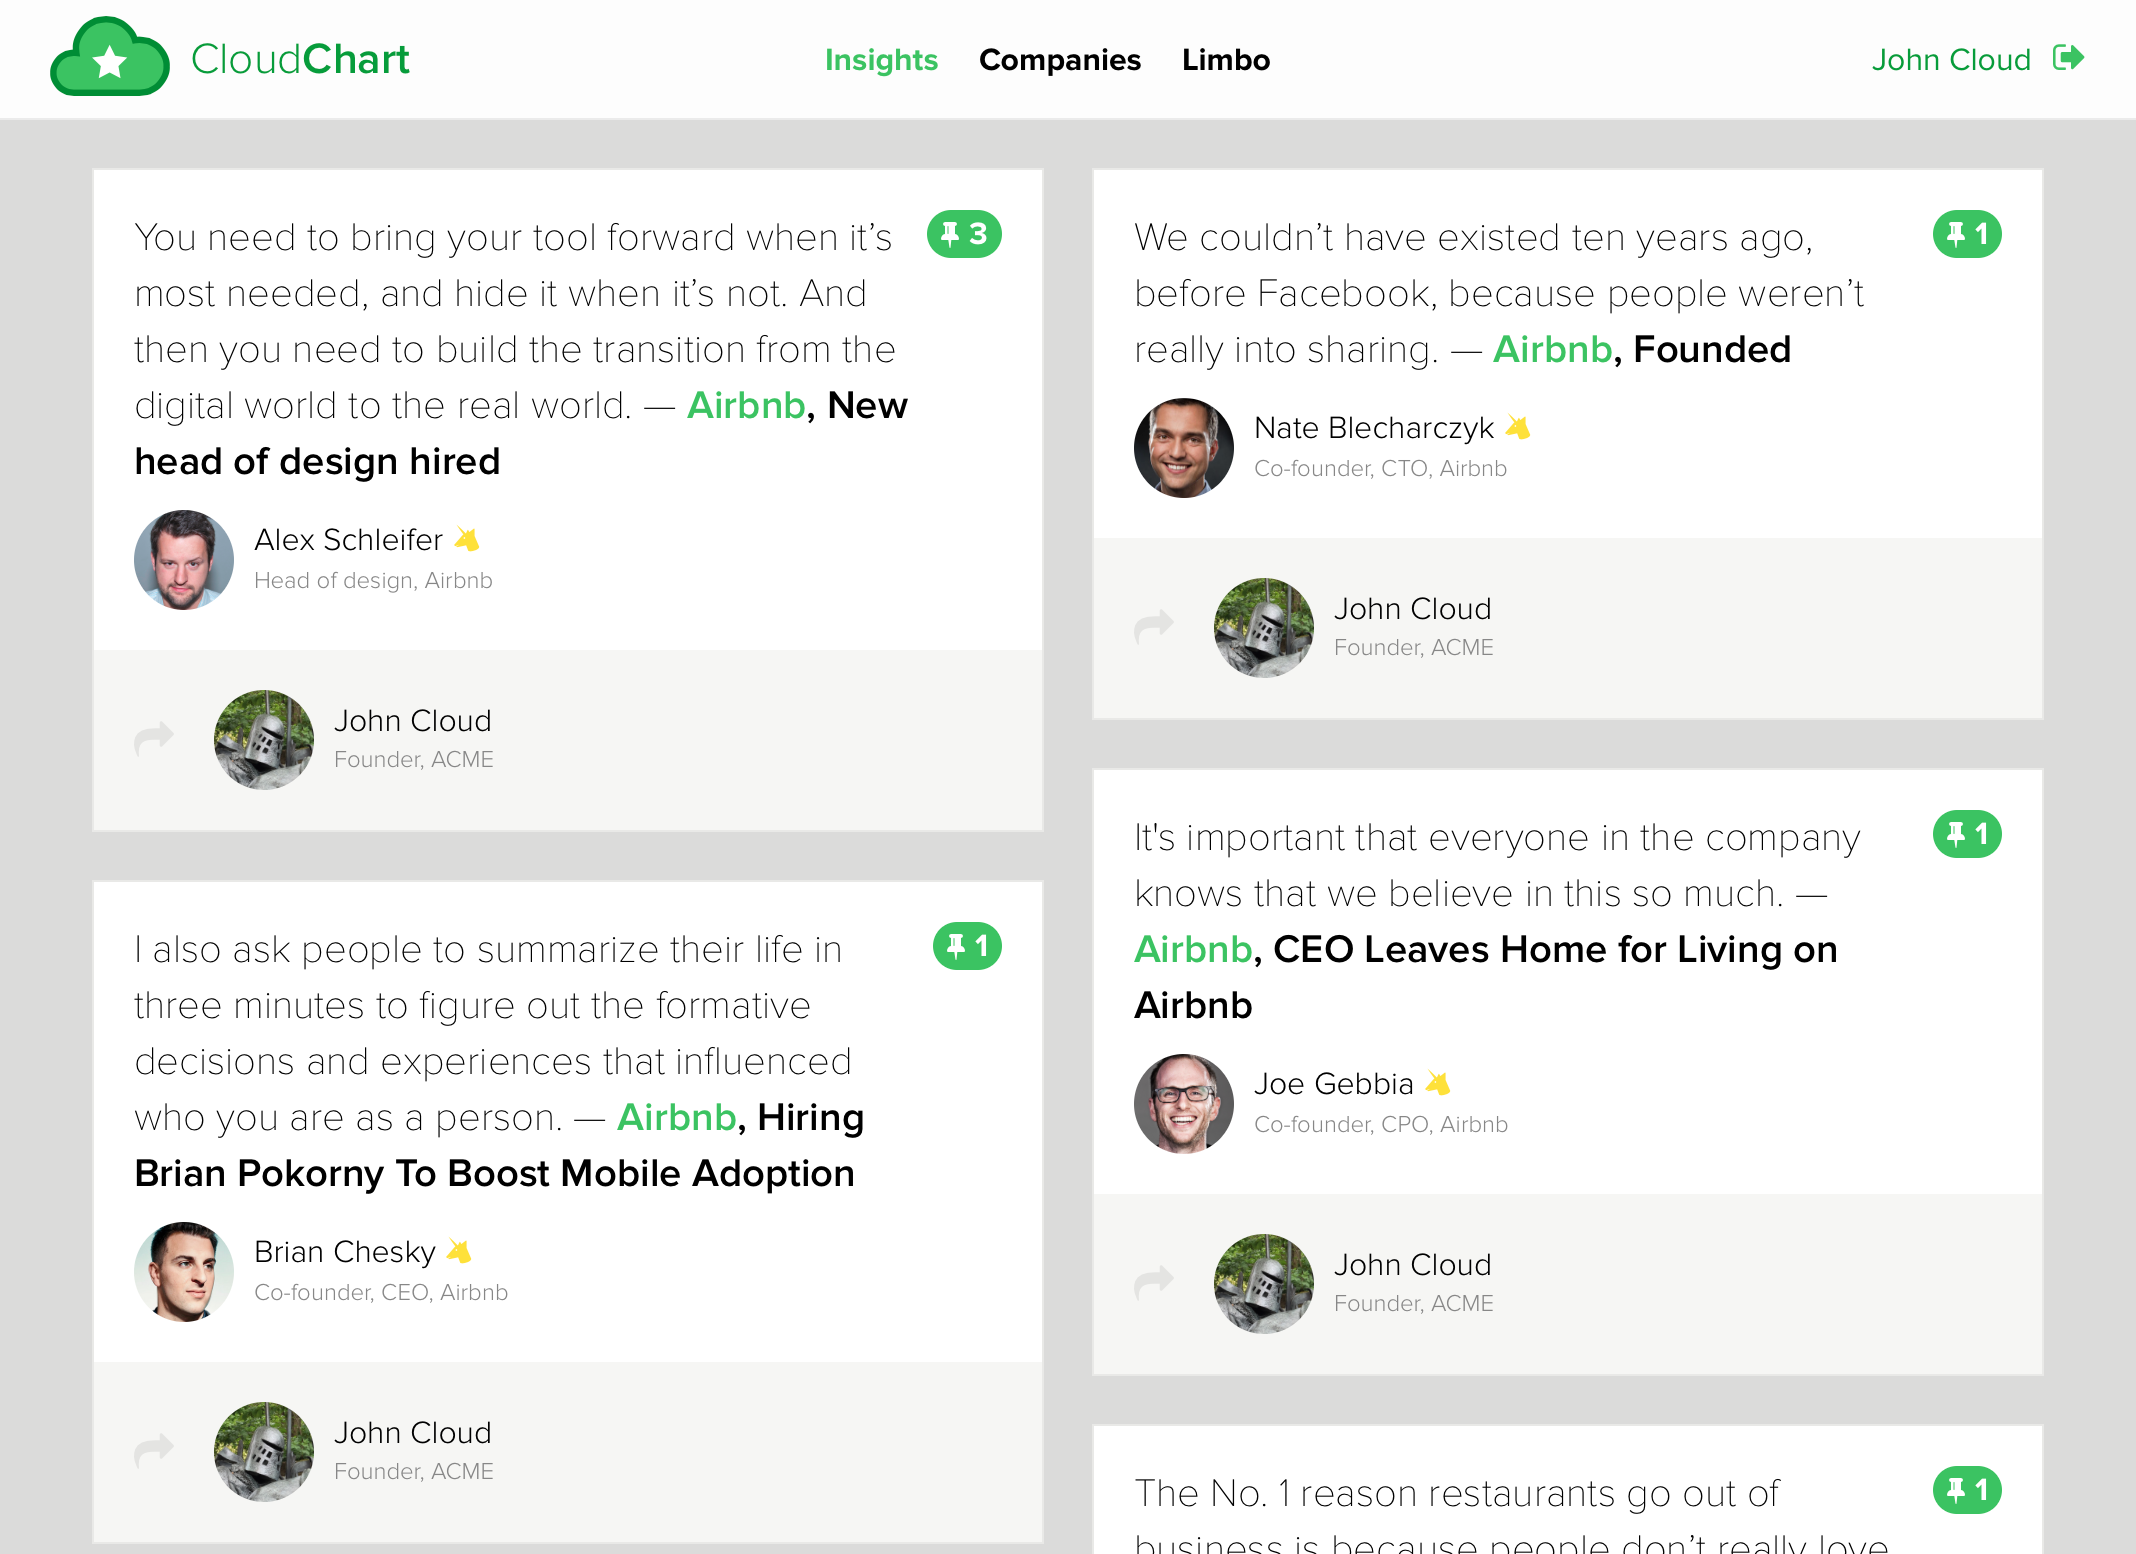 CloudChart
Insights
Companies
Limbo
John Cloud
You need to bring your tool forward when it’s
most needed, and hide it when it’s not. And
then you need to build the transition from the
digital world to the real world. — Airbnb, New
head of design hired
3
Alex Schleifer
Head of design, Airbnb
John Cloud
Founder, ACME
I also ask people to summarize their life in
three minutes to figure out the formative
decisions and experiences that influenced
who you are as a person. — Airbnb, Hiring
Brian Pokorny To Boost Mobile Adoption
1
Brian Chesky
Co-founder, CEO, Airbnb
John Cloud
Founder, ACME
We couldn’t have existed ten years ago,
before Facebook, because people weren’t
really into sharing. — Airbnb, Founded
1
Nate Blecharczyk
Co-founder, CTO, Airbnb
John Cloud
Founder, ACME
It's important that everyone in the company
knows that we believe in this so much. —
Airbnb, CEO Leaves Home for Living on
Airbnb
1
Joe Gebbia
Co-founder, CPO, Airbnb
John Cloud
Founder, ACME
The No. 1 reason restaurants go out of
business is because people don’t really love
1